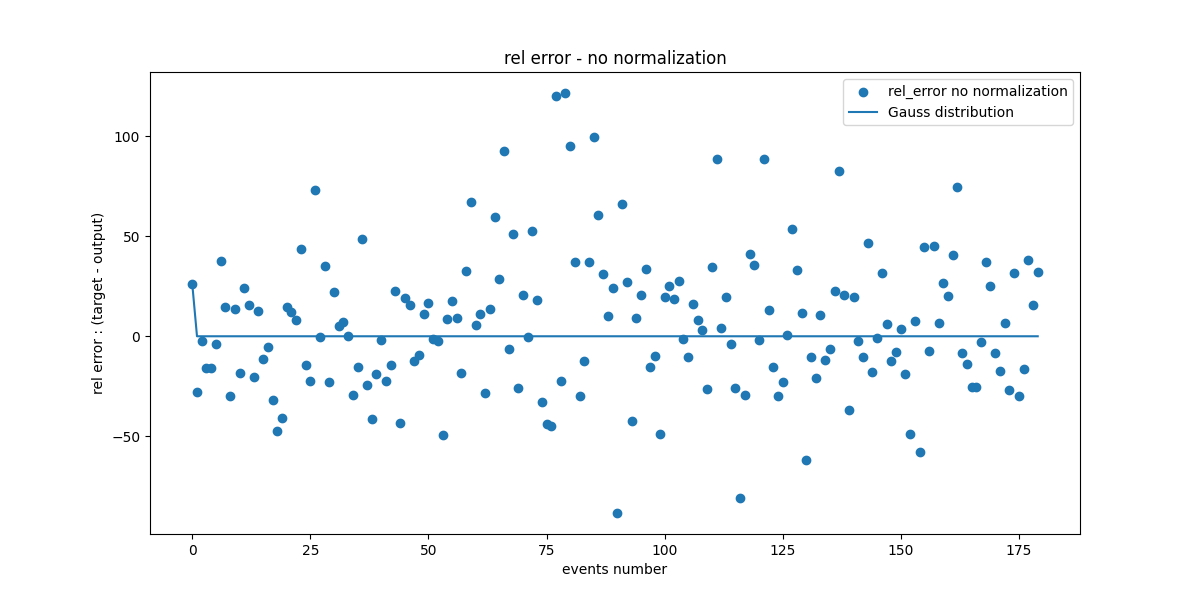 rel error - no normalization
rel_error no normalization
Gauss distribution
rel error : (target - output)
100
50
0
−50
0
25
50
75
100
125
150
175
events number